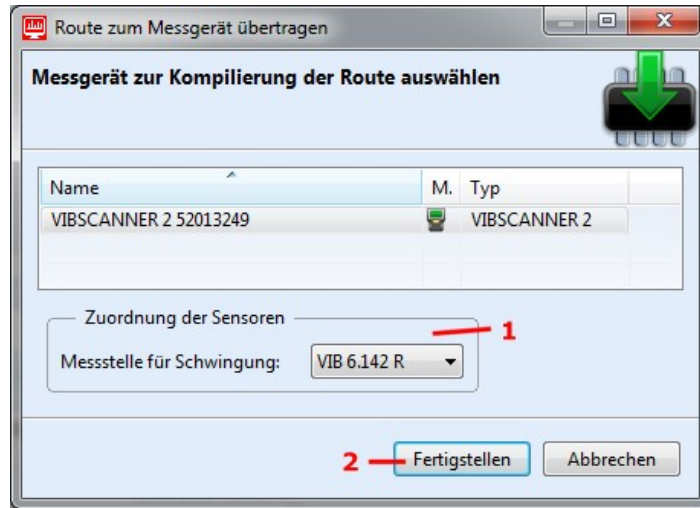 Route zum Messgerät übertragen
Messgerät zur Kompilierung der Route auswählen
Name M. Typ
VIBSCANNER 2 52013249 VIBSCANNER 2
Zuordnung der Sensoren
1
Messstelle für Schwingung: VIB 6.142 R
2 Fertigstellen Abbrechen